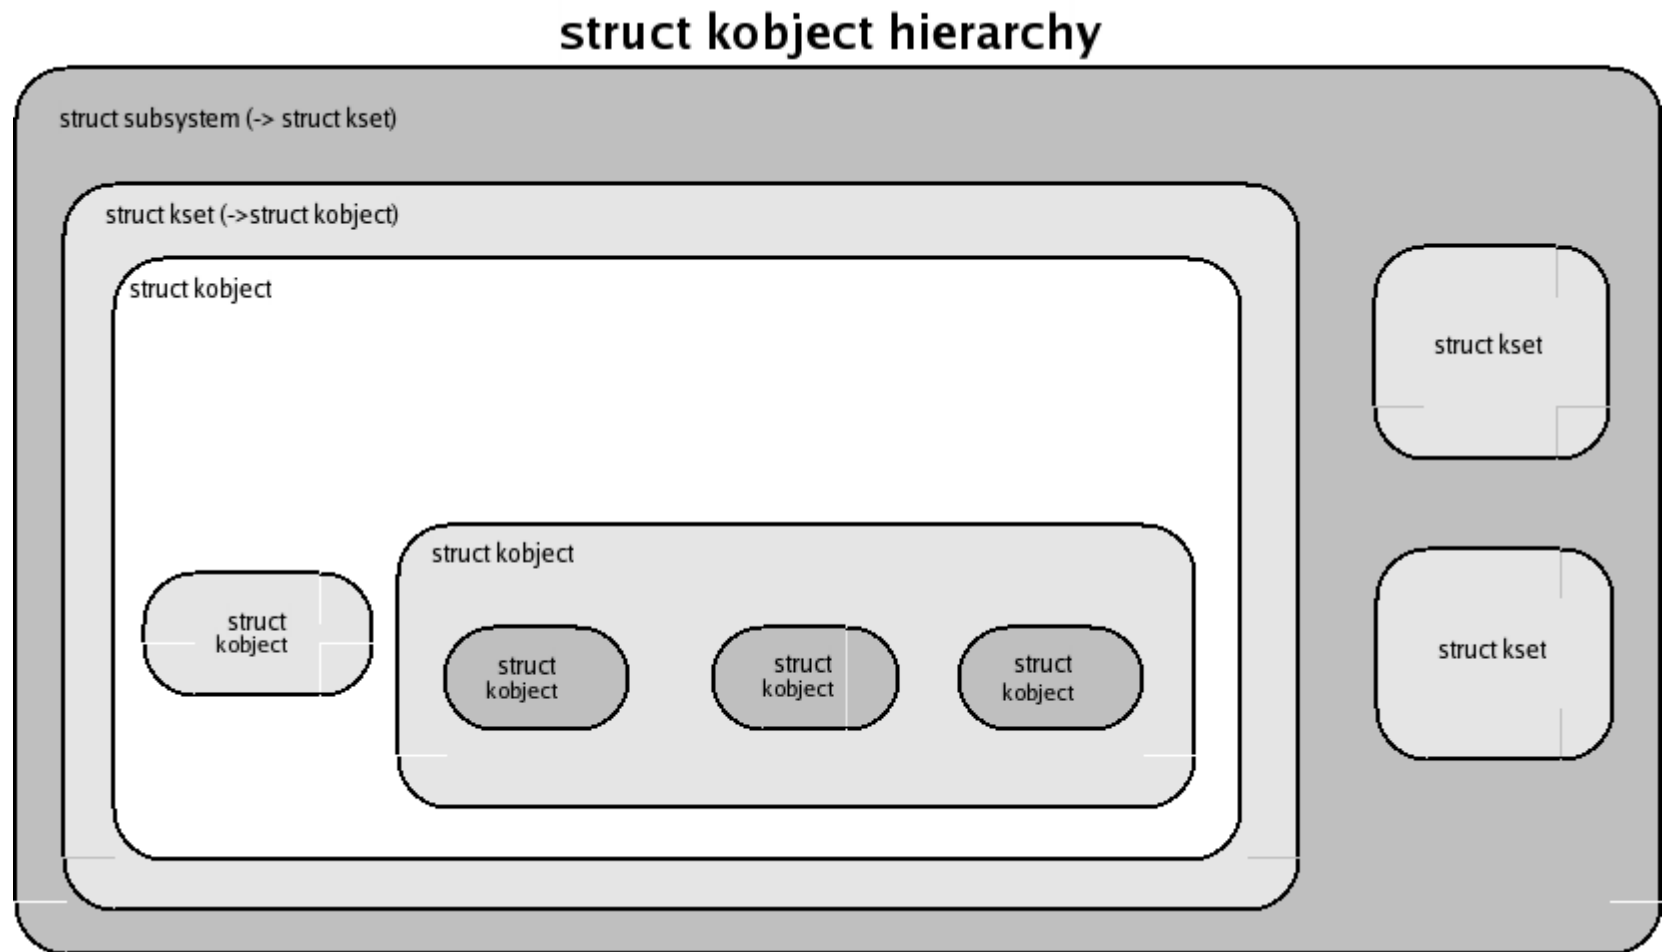 struct kobject hierarchy
struct subsystem (-> struct kset)
struct kset (->struct kobject)
struct kobject
struct kset
struct kobject
struct
kobject
struct
kobject
struct
kobject
struct
kobject
struct kset